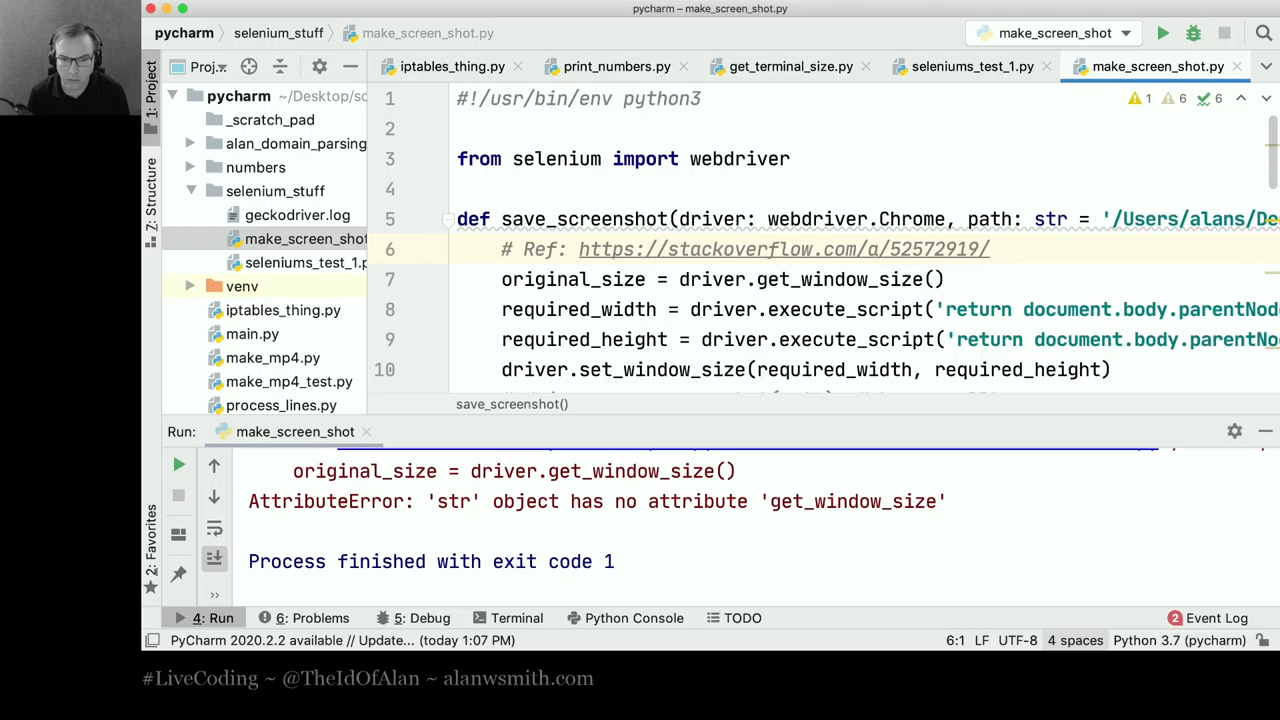 pycharm – make_screen_shot.py
pycharm selenium_stuff make_screen_shot.py make_screen_shot
1: Project
Z: Structure
2: Favorites
Proj.
iptables_thing.py print_numbers.py get_terminal_size.py seleniums_test_1.py make_screen_shot.py
pycharm ~/Desktop/sc
_scratch_pad
alan_domain_parsing
numbers
selenium_stuff
geckodriver.log
make_screen_shot
seleniums_test_1.p
venv
iptables_thing.py
main.py
make_mp4.py
make_mp4_test.py
process_lines.py
1 #!/usr/bin/env python3
1 6 6
2
3 from selenium import webdriver
4
5 def save_screenshot(driver: webdriver.Chrome, path: str = '/Users/alans/De
6 # Ref: https://stackoverflow.com/a/52572919/
7 original_size = driver.get_window_size()
8 required_width = driver.execute_script('return document.body.parentNod
9 required_height = driver.execute_script('return document.body.parentNo
10 driver.set_window_size(required_width, required_height)
save_screenshot()
Run: make_screen_shot
original_size = driver.get_window_size()
AttributeError: 'str' object has no attribute 'get_window_size'
Process finished with exit code 1
4: Run 6: Problems 5: Debug Terminal Python Console TODO 2 Event Log
PyCharm 2020.2.2 available // Update... (today 1:07 PM) 6:1 LF UTF-8 4 spaces Python 3.7 (pycharm)
#LiveCoding ~ @TheIdOfAlan ~ alanwsmith.com